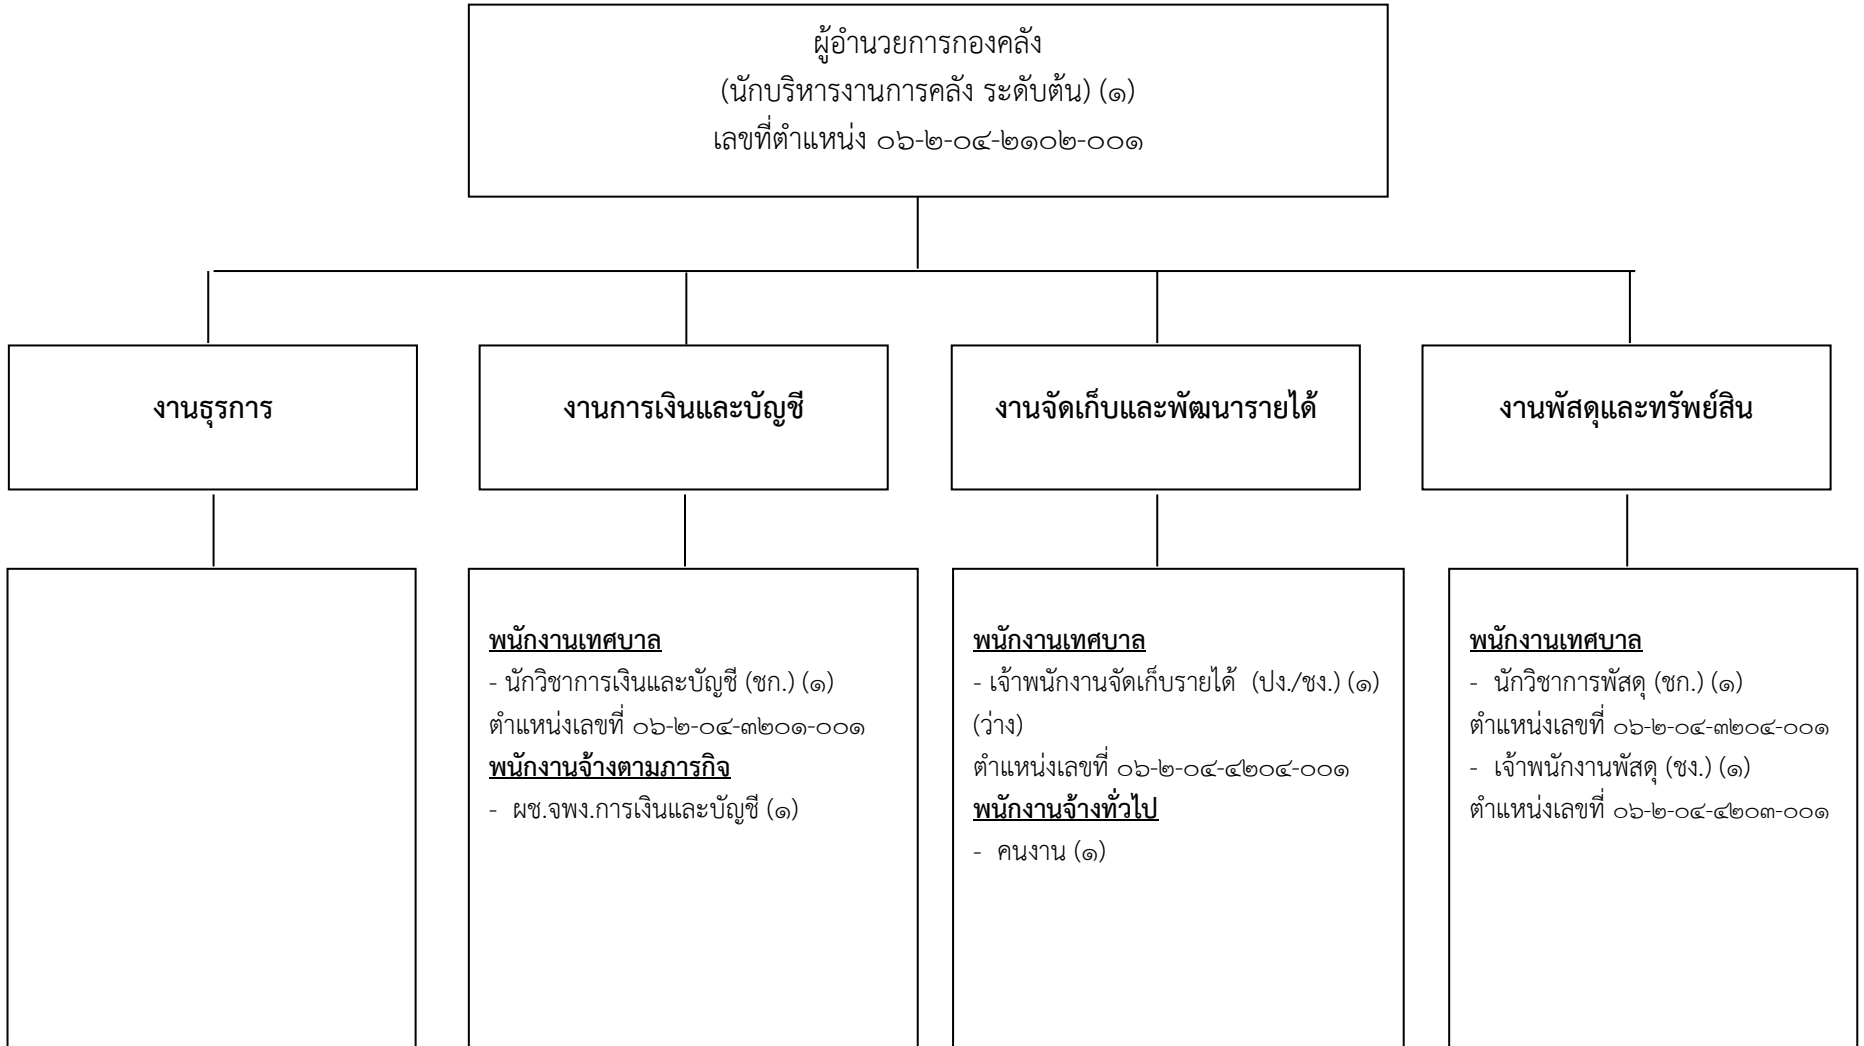 ผู้อำนวยการกองคลัง
(นักบริหารงานการคลัง ระดับต้น) (๑)
เลขที่ตำแหน่ง ๐๖-๒-๐๔-๒๑๐๒-๐๐๑
งานธุรการ
งานการเงินและบัญชี
งานจัดเก็บและพัฒนารายได้
งานพัสดุและทรัพย์สิน
พนักงานเทศบาล
- นักวิชาการเงินและบัญชี (ชก.) (๑)
ตำแหน่งเลขที่ ๐๖-๒-๐๔-๓๒๐๑-๐๐๑
พนักงานจ้างตามภารกิจ
- ผช.จพง.การเงินและบัญชี (๑)
พนักงานเทศบาล
- เจ้าพนักงานจัดเก็บรายได้ (ปง./ชง.) (๑)
(ว่าง)
ตำแหน่งเลขที่ ๐๖-๒-๐๔-๔๒๐๔-๐๐๑
พนักงานจ้างทั่วไป
- คนงาน (๑)
พนักงานเทศบาล
- นักวิชาการพัสดุ (ชก.) (๑)
ตำแหน่งเลขที่ ๐๖-๒-๐๔-๓๒๐๔-๐๐๑
- เจ้าพนักงานพัสดุ (ชง.) (๑)
ตำแหน่งเลขที่ ๐๖-๒-๐๔-๔๒๐๓-๐๐๑